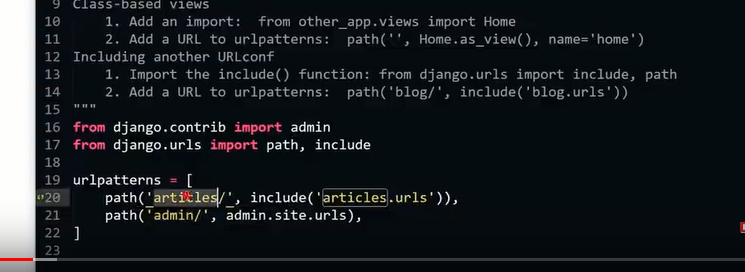 9 Class-based views
10 1. Add an import:  from other_app.views import Home
11 2. Add a URL to urlpatterns:  path('', Home.as_view(), name='home')
12 Including another URLconf
13 1. Import the include() function: from django.urls import include, path
14 2. Add a URL to urlpatterns:  path('blog/', include('blog.urls'))
15 """
16 from django.contrib import admin
17 from django.urls import path, include
18
19 urlpatterns = [
20 path('articles/', include('articles.urls')),
21 path('admin/', admin.site.urls),
22 ]
23